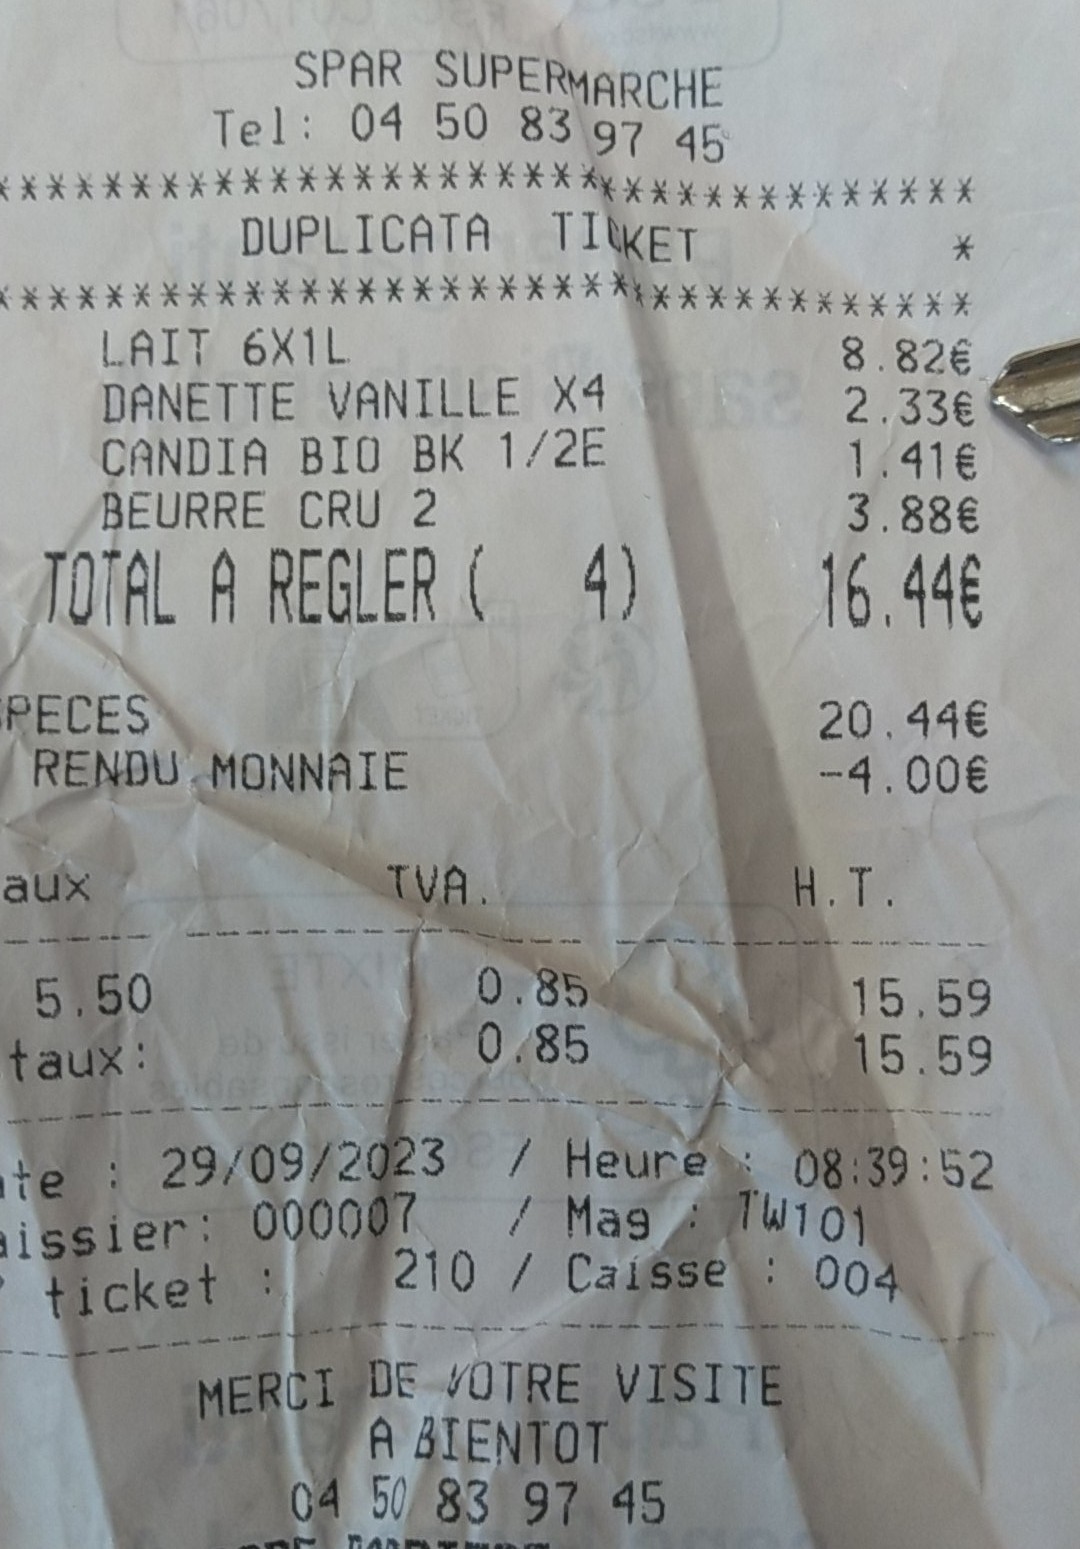 SPAR SUPERMARCHE
Tel: 04 50 83 97 45
***********************************
DUPLICATA TICKET *
***********************************
LAIT 6X1L 8.82€
DANETTE VANILLE X4 2.33€
CANDIA BIO BK 1/2E 1.41€
BEURRE CRU 2 3.88€
TOTAL A REGLER ( 4) 16.44€
SPECES 20.44€
RENDU MONNAIE -4.00€
aux TVA. H.T.
5.50 0.85 15.59
taux: 0.85 15.59
ate : 29/09/2023 / Heure : 08:39:52
aissier: 000007 / Mag : TW101
ticket : 210 / Caisse : 004
MERCI DE VOTRE VISITE
A BIENTOT
04 50 83 97 45